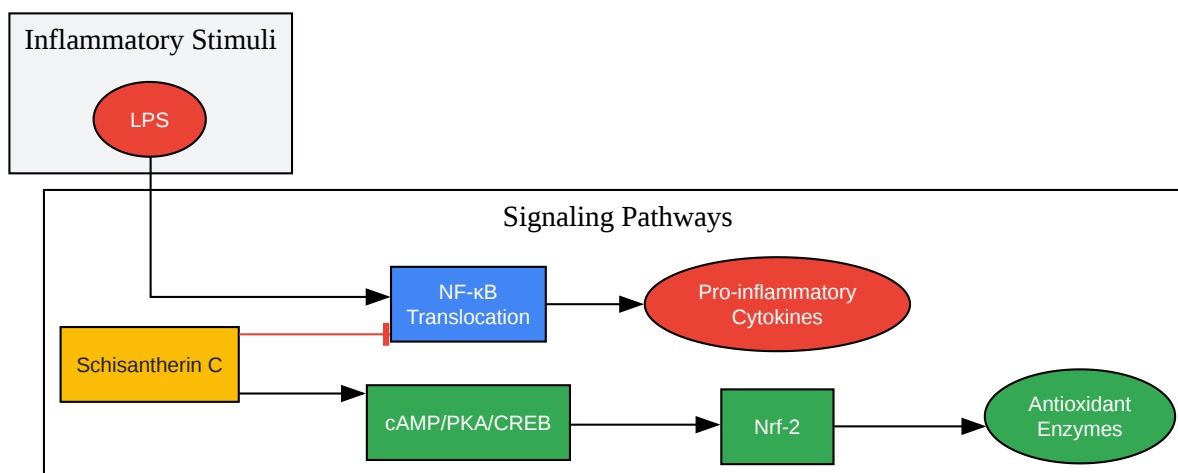 Inflammatory Stimuli
LPS
Signaling Pathways
NF-κB
Translocation
Pro-inflammatory
Cytokines
Schisantherin C
cAMP/PKA/CREB
Nrf-2
Antioxidant
Enzymes